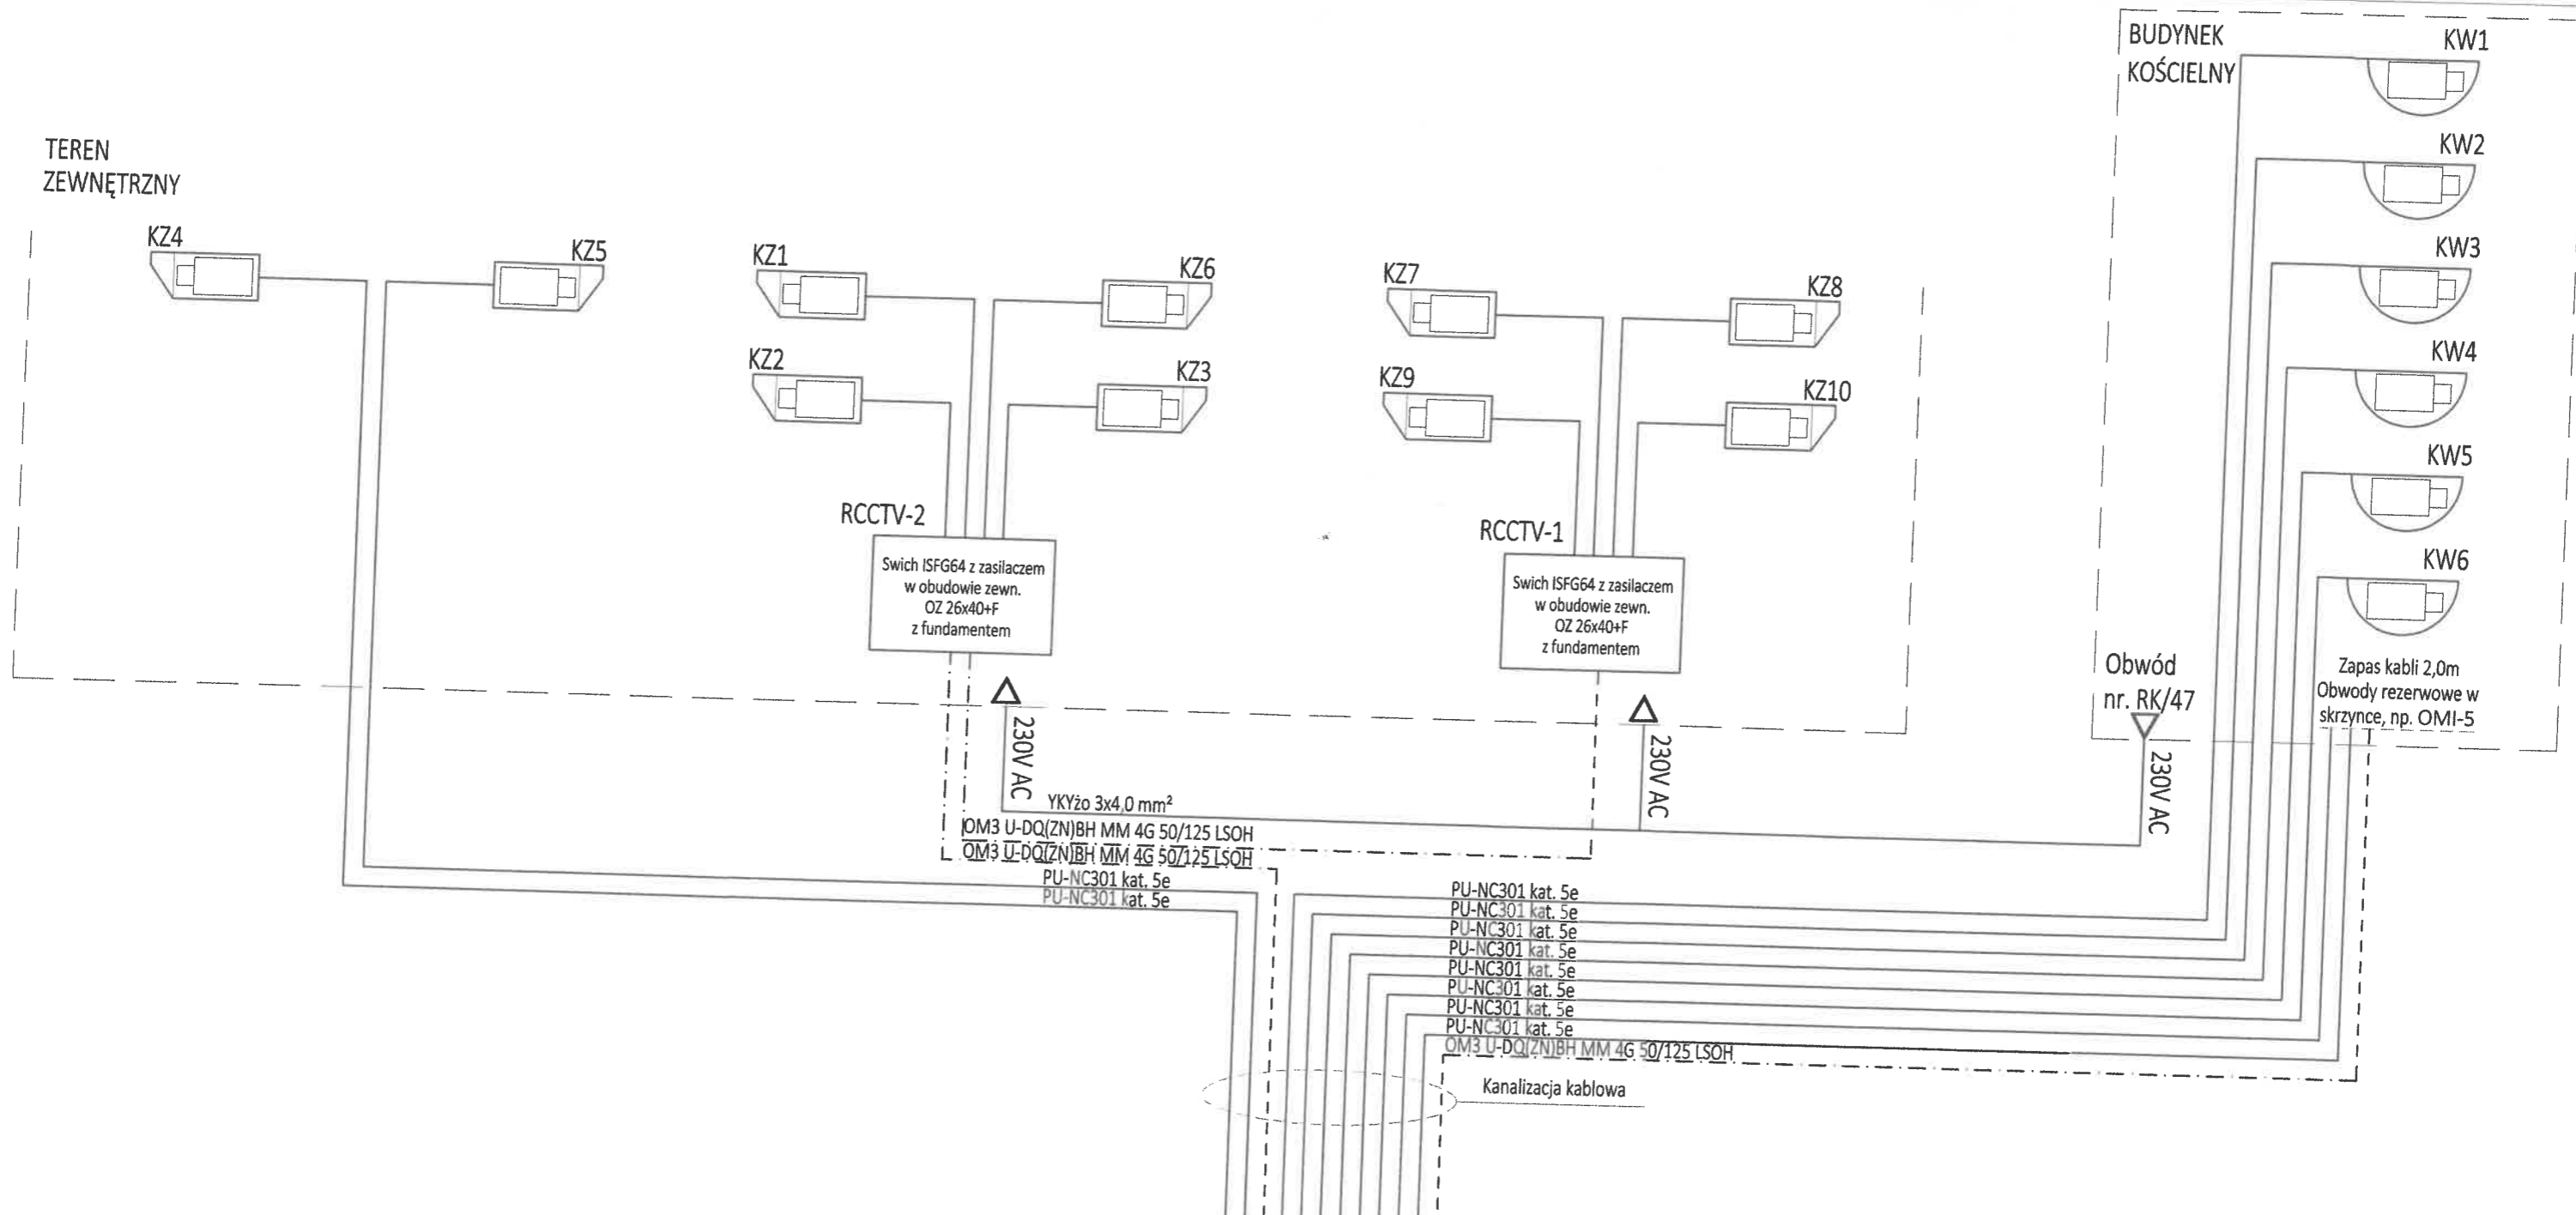 BUDYNEK
KOŚCIELNY
KW1
KW2
KW3
KW4
KW5
KW6
TEREN
ZEWNĘTRZNY
KZ4
KZ5
KZ1
KZ6
KZ2
KZ3
KZ7
KZ8
KZ9
KZ10
RCCTV-2
Swich ISFG64 z zasilaczem
w obudowie zewn.
OZ 26x40+F
z fundamentem
RCCTV-1
Swich ISFG64 z zasilaczem
w obudowie zewn.
OZ 26x40+F
z fundamentem
Obwód
nr. RK/47
Zapas kabli 2,0m
Obwody rezerwowe w
skrzynce, np. OMI-5
230V AC
230V AC
230V AC
YKYżo 3x4,0 mm²
OM3 U-DQ(ZN)BH MM 4G 50/125 LSOH
OM3 U-DQ(ZN)BH MM 4G 50/125 LSOH
PU-NC301 kat. 5e
PU-NC301 kat. 5e
PU-NC301 kat. 5e
PU-NC301 kat. 5e
PU-NC301 kat. 5e
PU-NC301 kat. 5e
PU-NC301 kat. 5e
PU-NC301 kat. 5e
PU-NC301 kat. 5e
PU-NC301 kat. 5e
OM3 U-DQ(ZN)BH MM 4G 50/125 LSOH
Kanalizacja kablowa